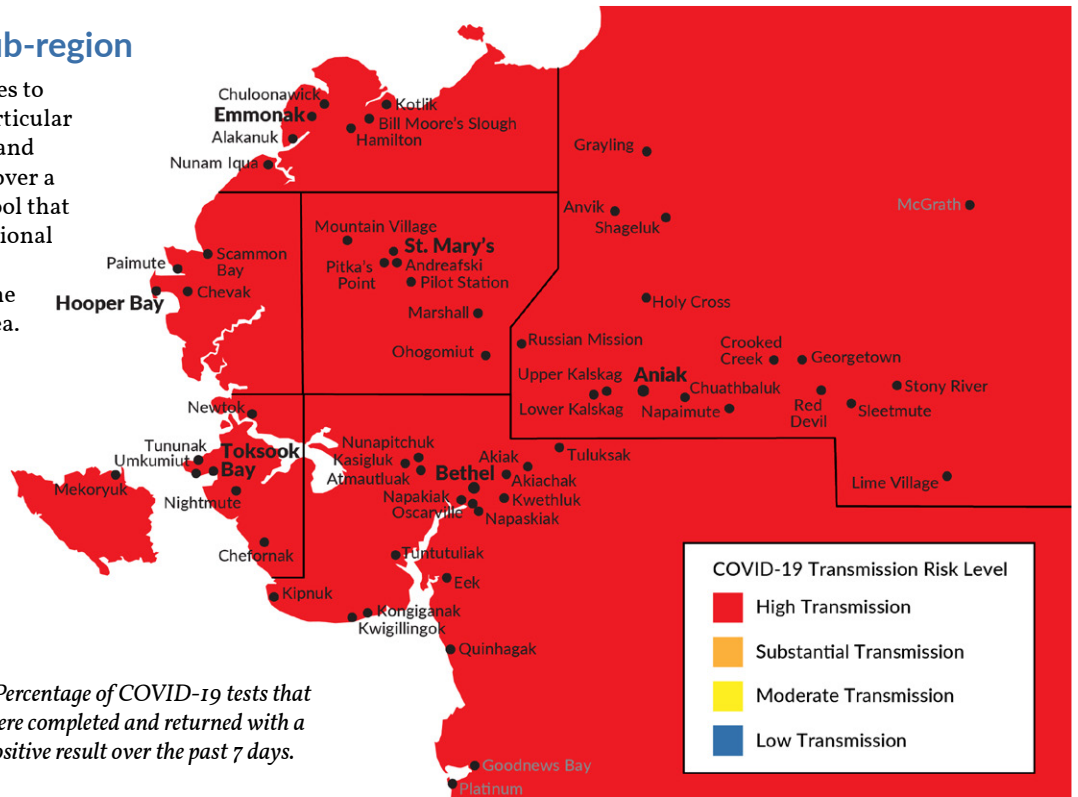 ub-region
es to
rticular
and
over a
ool that
tional
he
ea.
Chuloonawick
Emmonak
Alakanuk
Nunam Iqua
Kotlik
Bill Moore's Slough
Hamilton
Grayling
Anvik
Shageluk
McGrath
Mountain Village
St. Mary's
Pitka's
Point
Andreafski
Pilot Station
Marshall
Ohogomiut
Paimute
Scammon
Bay
Chevak
Hooper Bay
Holy Cross
Russian Mission
Crooked
Creek
Georgetown
Upper Kalskag
Aniak
Chuathbaluk
Lower Kalskag
Napaimute
Red
Devil
Stony River
Sleetmute
Lime Village
Newtok
Tununak
Umkumiut
Toksook
Bay
Mekoryuk
Nightmute
Chefornak
Kipnuk
Nunapitchuk
Kasigluk
Atmautluak
Akiak
Tuluksak
Bethel
Akiachak
Napakiak
Kwethluk
Oscarville
Napaskiak
Tuntutuliak
Eek
Kongiganak
Kwigillingok
Quinhagak
Goodnews Bay
Platinum
COVID-19 Transmission Risk Level
High Transmission
Substantial Transmission
Moderate Transmission
Low Transmission
Percentage of COVID-19 tests that
ere completed and returned with a
ositive result over the past 7 days.